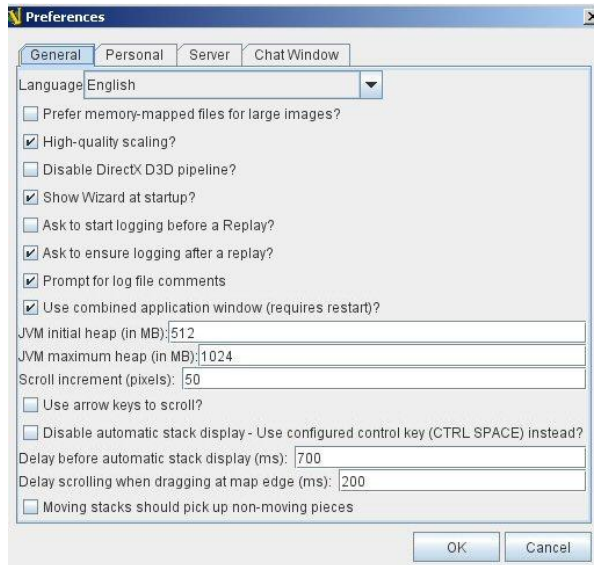 Preferences
General Personal Server Chat Window
Language English
Prefer memory-mapped files for large images?
High-quality scaling?
Disable DirectX D3D pipeline?
Show Wizard at startup?
Ask to start logging before a Replay?
Ask to ensure logging after a replay?
Prompt for log file comments
Use combined application window (requires restart)?
JVM initial heap (in MB): 512
JVM maximum heap (in MB): 1024
Scroll increment (pixels): 50
Use arrow keys to scroll?
Disable automatic stack display - Use configured control key (CTRL SPACE) instead?
Delay before automatic stack display (ms): 700
Delay scrolling when dragging at map edge (ms): 200
Moving stacks should pick up non-moving pieces
OK Cancel